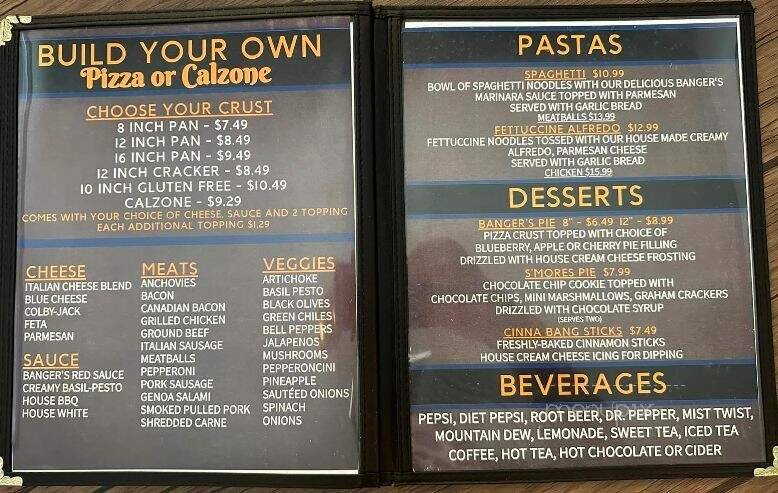 BUILD YOUR OWN
Pizza or Calzone
CHOOSE YOUR CRUST
8 INCH PAN - $7.49
12 INCH PAN - $8.49
16 INCH PAN - $9.49
12 INCH CRACKER - $8.49
10 INCH GLUTEN FREE - $10.49
CALZONE - $9.29
COMES WITH YOUR CHOICE OF CHEESE, SAUCE AND 2 TOPPING
EACH ADDITIONAL TOPPING $1.29
CHEESE
ITALIAN CHEESE BLEND
BLUE CHEESE
COLBY-JACK
FETA
PARMESAN
SAUCE
BANGER'S RED SAUCE
CREAMY BASIL-PESTO
HOUSE BBQ
HOUSE WHITE
MEATS
ANCHOVIES
BACON
CANADIAN BACON
GRILLED CHICKEN
GROUND BEEF
ITALIAN SAUSAGE
MEATBALLS
PEPPERONI
PORK SAUSAGE
GENOA SALAMI
SMOKED PULLED PORK
SHREDDED CARNE
VEGGIES
ARTICHOKE
BASIL PESTO
BLACK OLIVES
GREEN CHILES
BELL PEPPERS
JALAPENOS
MUSHROOMS
PEPPERONCINI
PINEAPPLE
SAUTÉED ONIONS
SPINACH
ONIONS
PASTAS
SPAGHETTI $10.99
BOWL OF SPAGHETTI NOODLES WITH OUR DELICIOUS BANGER'S
MARINARA SAUCE TOPPED WITH PARMESAN
SERVED WITH GARLIC BREAD
MEATBALLS $13.99
FETTUCCINE ALFREDO $12.99
FETTUCCINE NOODLES TOSSED WITH OUR HOUSE MADE CREAMY
ALFREDO, PARMESAN CHEESE
SERVED WITH GARLIC BREAD
CHICKEN $15.99
DESSERTS
BANGER'S PIE 8" - $6.49 12" - $8.99
PIZZA CRUST TOPPED WITH CHOICE OF
BLUEBERRY, APPLE OR CHERRY PIE FILLING
DRIZZLED WITH HOUSE CREAM CHEESE FROSTING
S'MORES PIE $7.99
CHOCOLATE CHIP COOKIE TOPPED WITH
CHOCOLATE CHIPS, MINI MARSHMALLOWS, GRAHAM CRACKERS
DRIZZLED WITH CHOCOLATE SYRUP
(SERVES TWO)
CINNA BANG STICKS $7.49
FRESHLY-BAKED CINNAMON STICKS
HOUSE CREAM CHEESE ICING FOR DIPPING
BEVERAGES
PEPSI, DIET PEPSI, ROOT BEER, DR. PEPPER, MIST TWIST,
MOUNTAIN DEW, LEMONADE, SWEET TEA, ICED TEA
COFFEE, HOT TEA, HOT CHOCOLATE OR CIDER